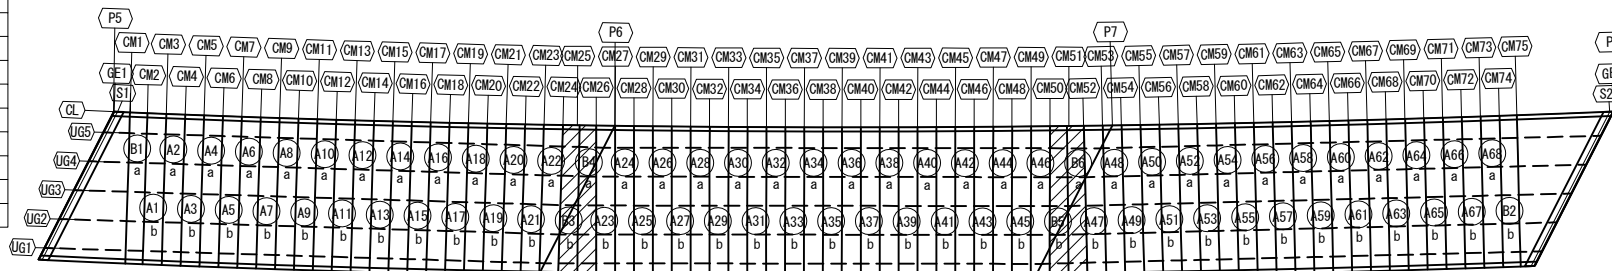 P5 P6 P7 P
CM1 CM3 CM5 CM7 CM9 CM11 CM13 CM15 CM17 CM19 CM21 CM23 CM25 CM27 CM29 CM31 CM33 CM35 CM37 CM39 CM41 CM43 CM45 CM47 CM49 CM51 CM53 CM55 CM57 CM59 CM61 CM63 CM65 CM67 CM69 CM71 CM73 CM75
GE1 CM2 CM4 CM6 CM8 CM10 CM12 CM14 CM16 CM18 CM20 CM22 CM24 CM26 CM28 CM30 CM32 CM34 CM36 CM38 CM40 CM42 CM44 CM46 CM48 CM50 CM52 CM54 CM56 CM58 CM60 CM62 CM64 CM66 CM68 CM70 CM72 CM74 GE
S1 S2
CL
UG5
B1 A2 A4 A6 A8 A10 A12 A14 A16 A18 A20 A22 B4 A24 A26 A28 A30 A32 A34 A36 A38 A40 A42 A44 A46 B6 A48 A50 A52 A54 A56 A58 A60 A62 A64 A66 A68
UG4
a a a a a a a a a a a a a a a a a a a a a a a a a a a a a a a a a a a a a
UG3
A1 A3 A5 A7 A9 A11 A13 A15 A17 A19 A21 B3 A23 A25 A27 A29 A31 A33 A35 A37 A39 A41 A43 A45 B5 A47 A49 A51 A53 A55 A57 A59 A61 A63 A65 A67 B2
UG2
b b b b b b b b b b b b b b b b b b b b b b b b b b b b b b b b b b b b b
UG1